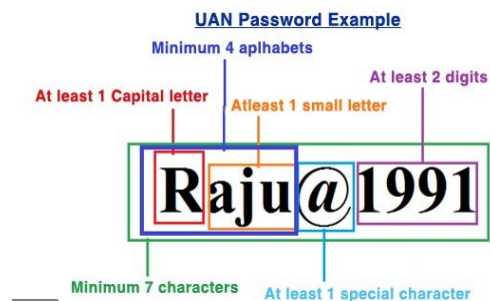 UAN Password Example
Minimum 4 aplhabets
At least 2 digits
At least 1 Capital letter
Atleast 1 small letter
Raju@1991
Minimum 7 characters
At least 1 special character